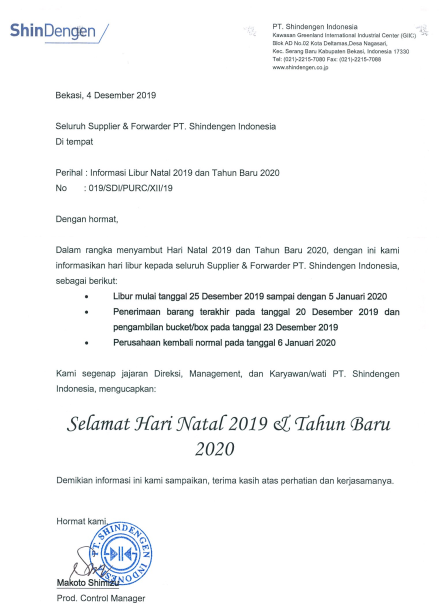 ShinDengen
PT. Shindengen Indonesia
Kawasan Greenland International Industrial Center (GIIC)
Blok AD No.02 Kota Deltamas,Desa Nagasari,
Kec. Serang Baru Kabupaten Bekasi, Indonesia 17330
Tel: (021)-2215-7080 Fax: (021)-2215-7088
www.shindengen.co.jp
Bekasi, 4 Desember 2019
Seluruh Supplier & Forwarder PT. Shindengen Indonesia
Di tempat
Perihal : Informasi Libur Natal 2019 dan Tahun Baru 2020
No : 019/SDI/PURC/XII/19
Dengan hormat,
Dalam rangka menyambut Hari Natal 2019 dan Tahun Baru 2020, dengan ini kami
informasikan hari libur kepada seluruh Supplier & Forwarder PT. Shindengen Indonesia,
sebagai berikut:
• Libur mulai tanggal 25 Desember 2019 sampai dengan 5 Januari 2020
• Penerimaan barang terakhir pada tanggal 20 Desember 2019 dan
pengambilan bucket/box pada tanggal 23 Desember 2019
• Perusahaan kembali normal pada tanggal 6 Januari 2020
Kami segenap jajaran Direksi, Management, dan Karyawan/wati PT. Shindengen
Indonesia, mengucapkan:
Selamat Hari Natal 2019 & Tahun Baru
2020
Demikian informasi ini kami sampaikan, terima kasih atas perhatian dan kerjasamanya.
Hormat kami,
PT. SHINDENGEN INDONESIA
Makoto Shimizu
Prod. Control Manager